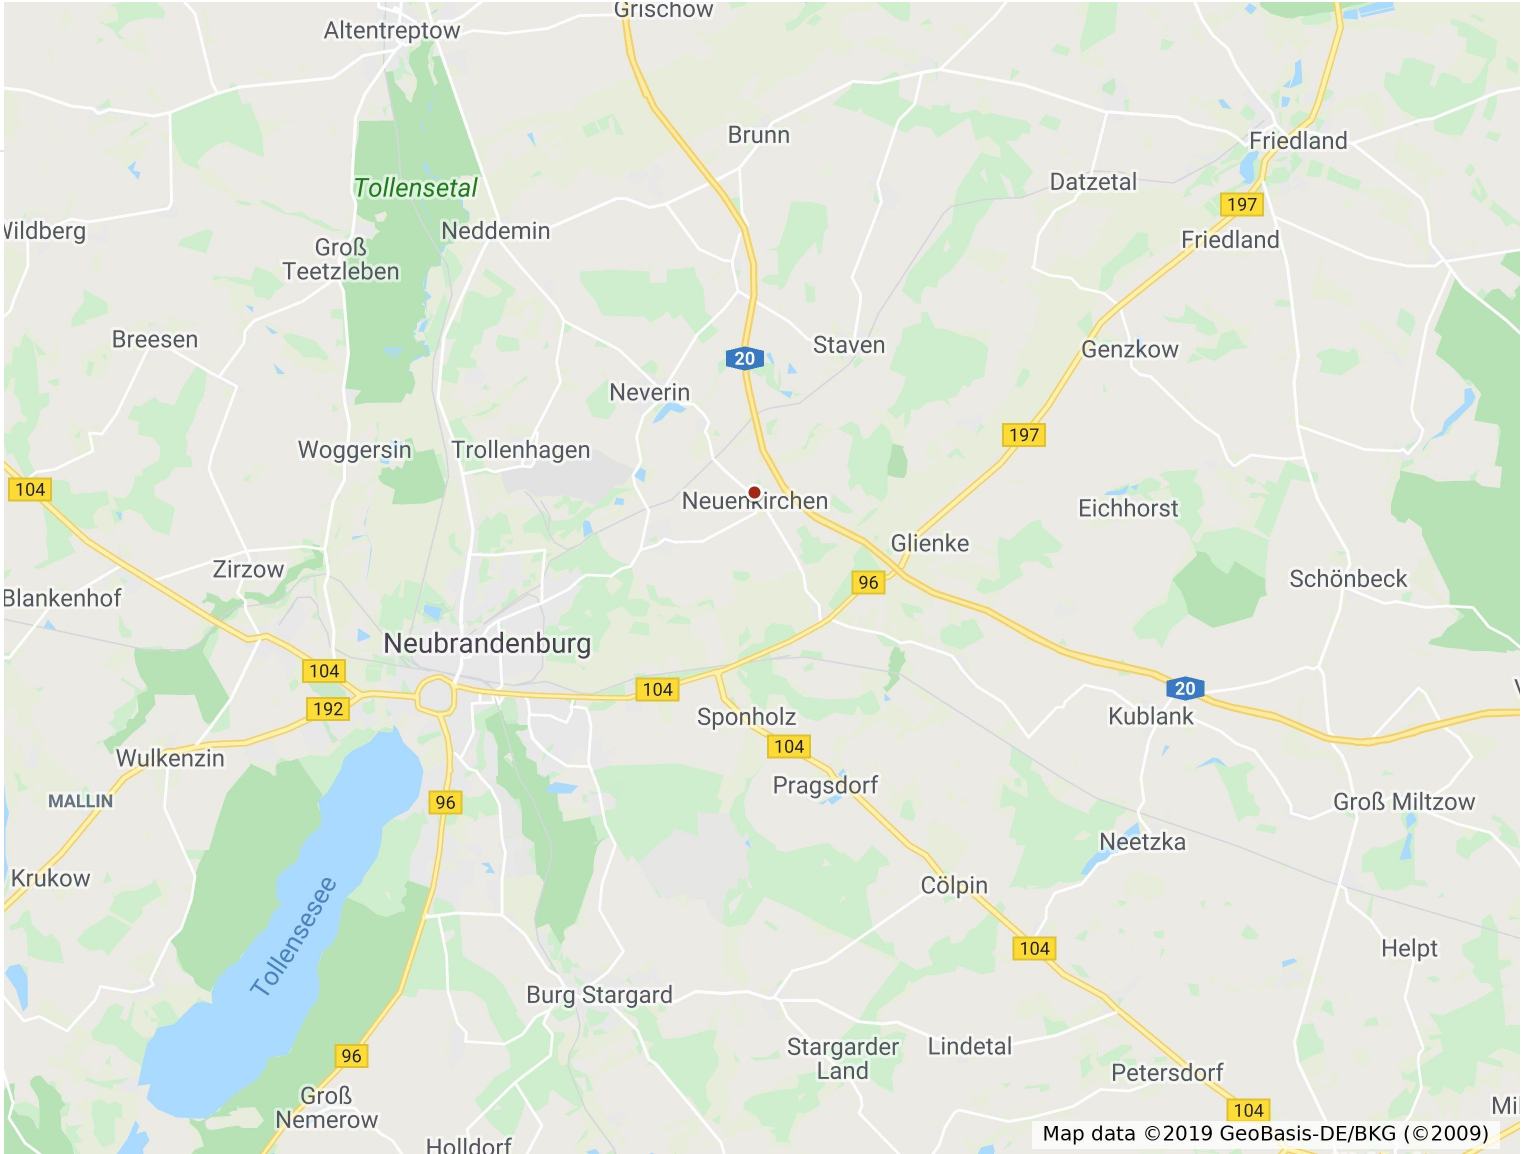 Grischow
Altentreptow
Brunn
Friedland
Tollensetal
Datzetal
197
Wildberg
Neddemin
Friedland
Groß
Teetzleben
Breesen
20
Staven
Genzkow
Neverin
197
Woggersin
Trollenhagen
104
Neuenkirchen
Eichhorst
Glienke
Zirzow
96
Schönbeck
Blankenhof
Neubrandenburg
104
104
20
192
Sponholz
Kublank
104
Wulkenzin
Pragsdorf
MALLIN
96
Groß Miltzow
Neetzka
Krukow
Cölpin
Tollensesee
104
Helpt
Burg Stargard
96
Stargarder
Land
Lindetal
Petersdorf
Groß
Nemerow
104
Mil
Holldorf
Map data ©2019 GeoBasis-DE/BKG (©2009)